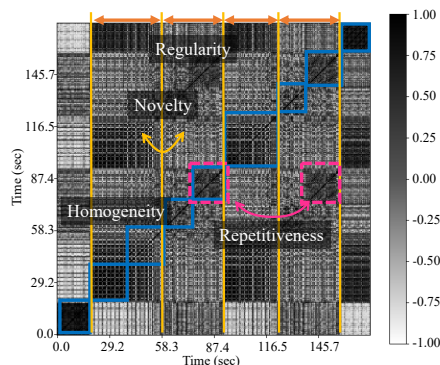 Regularity
Novelty
Homogeneity
Repetitiveness
Time (sec)
145.7
116.5
87.4
58.3
29.2
0.0
0.0 29.2 58.3 87.4 116.5 145.7
Time (sec)
1.00
0.75
0.50
0.25
0.00
-0.25
-0.50
-0.75
-1.00